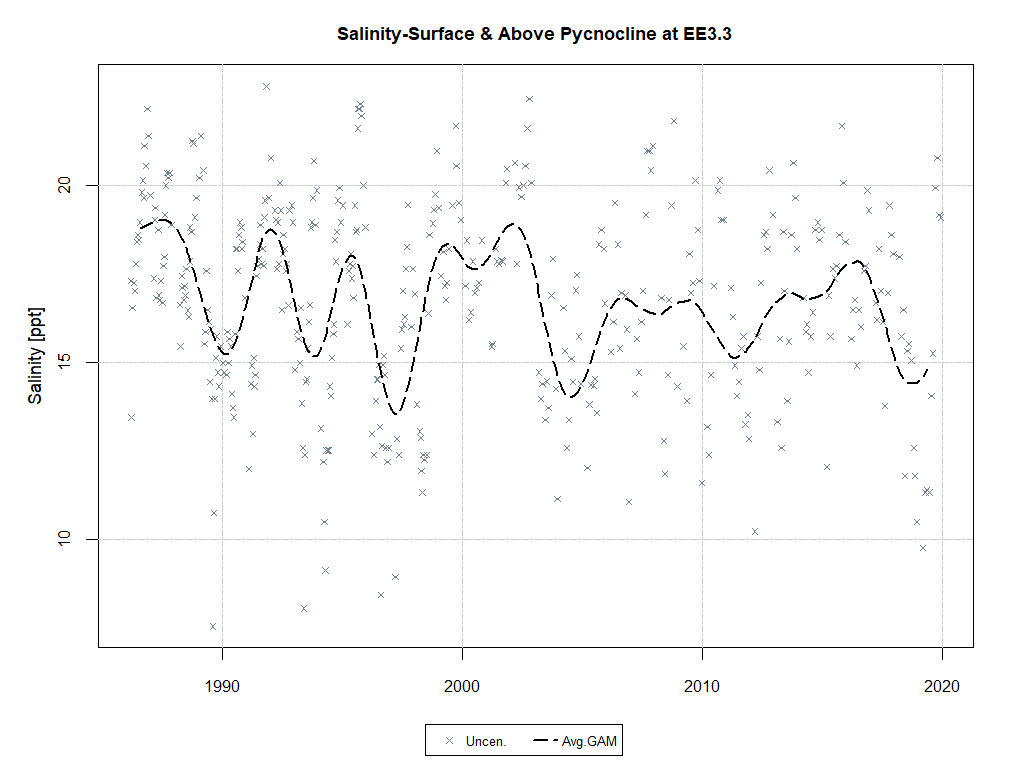 Salinity-Surface & Above Pycnocline at EE3.3
Salinity [ppt]
20
15
10
1990 2000 2010 2020
Uncen. Avg.GAM